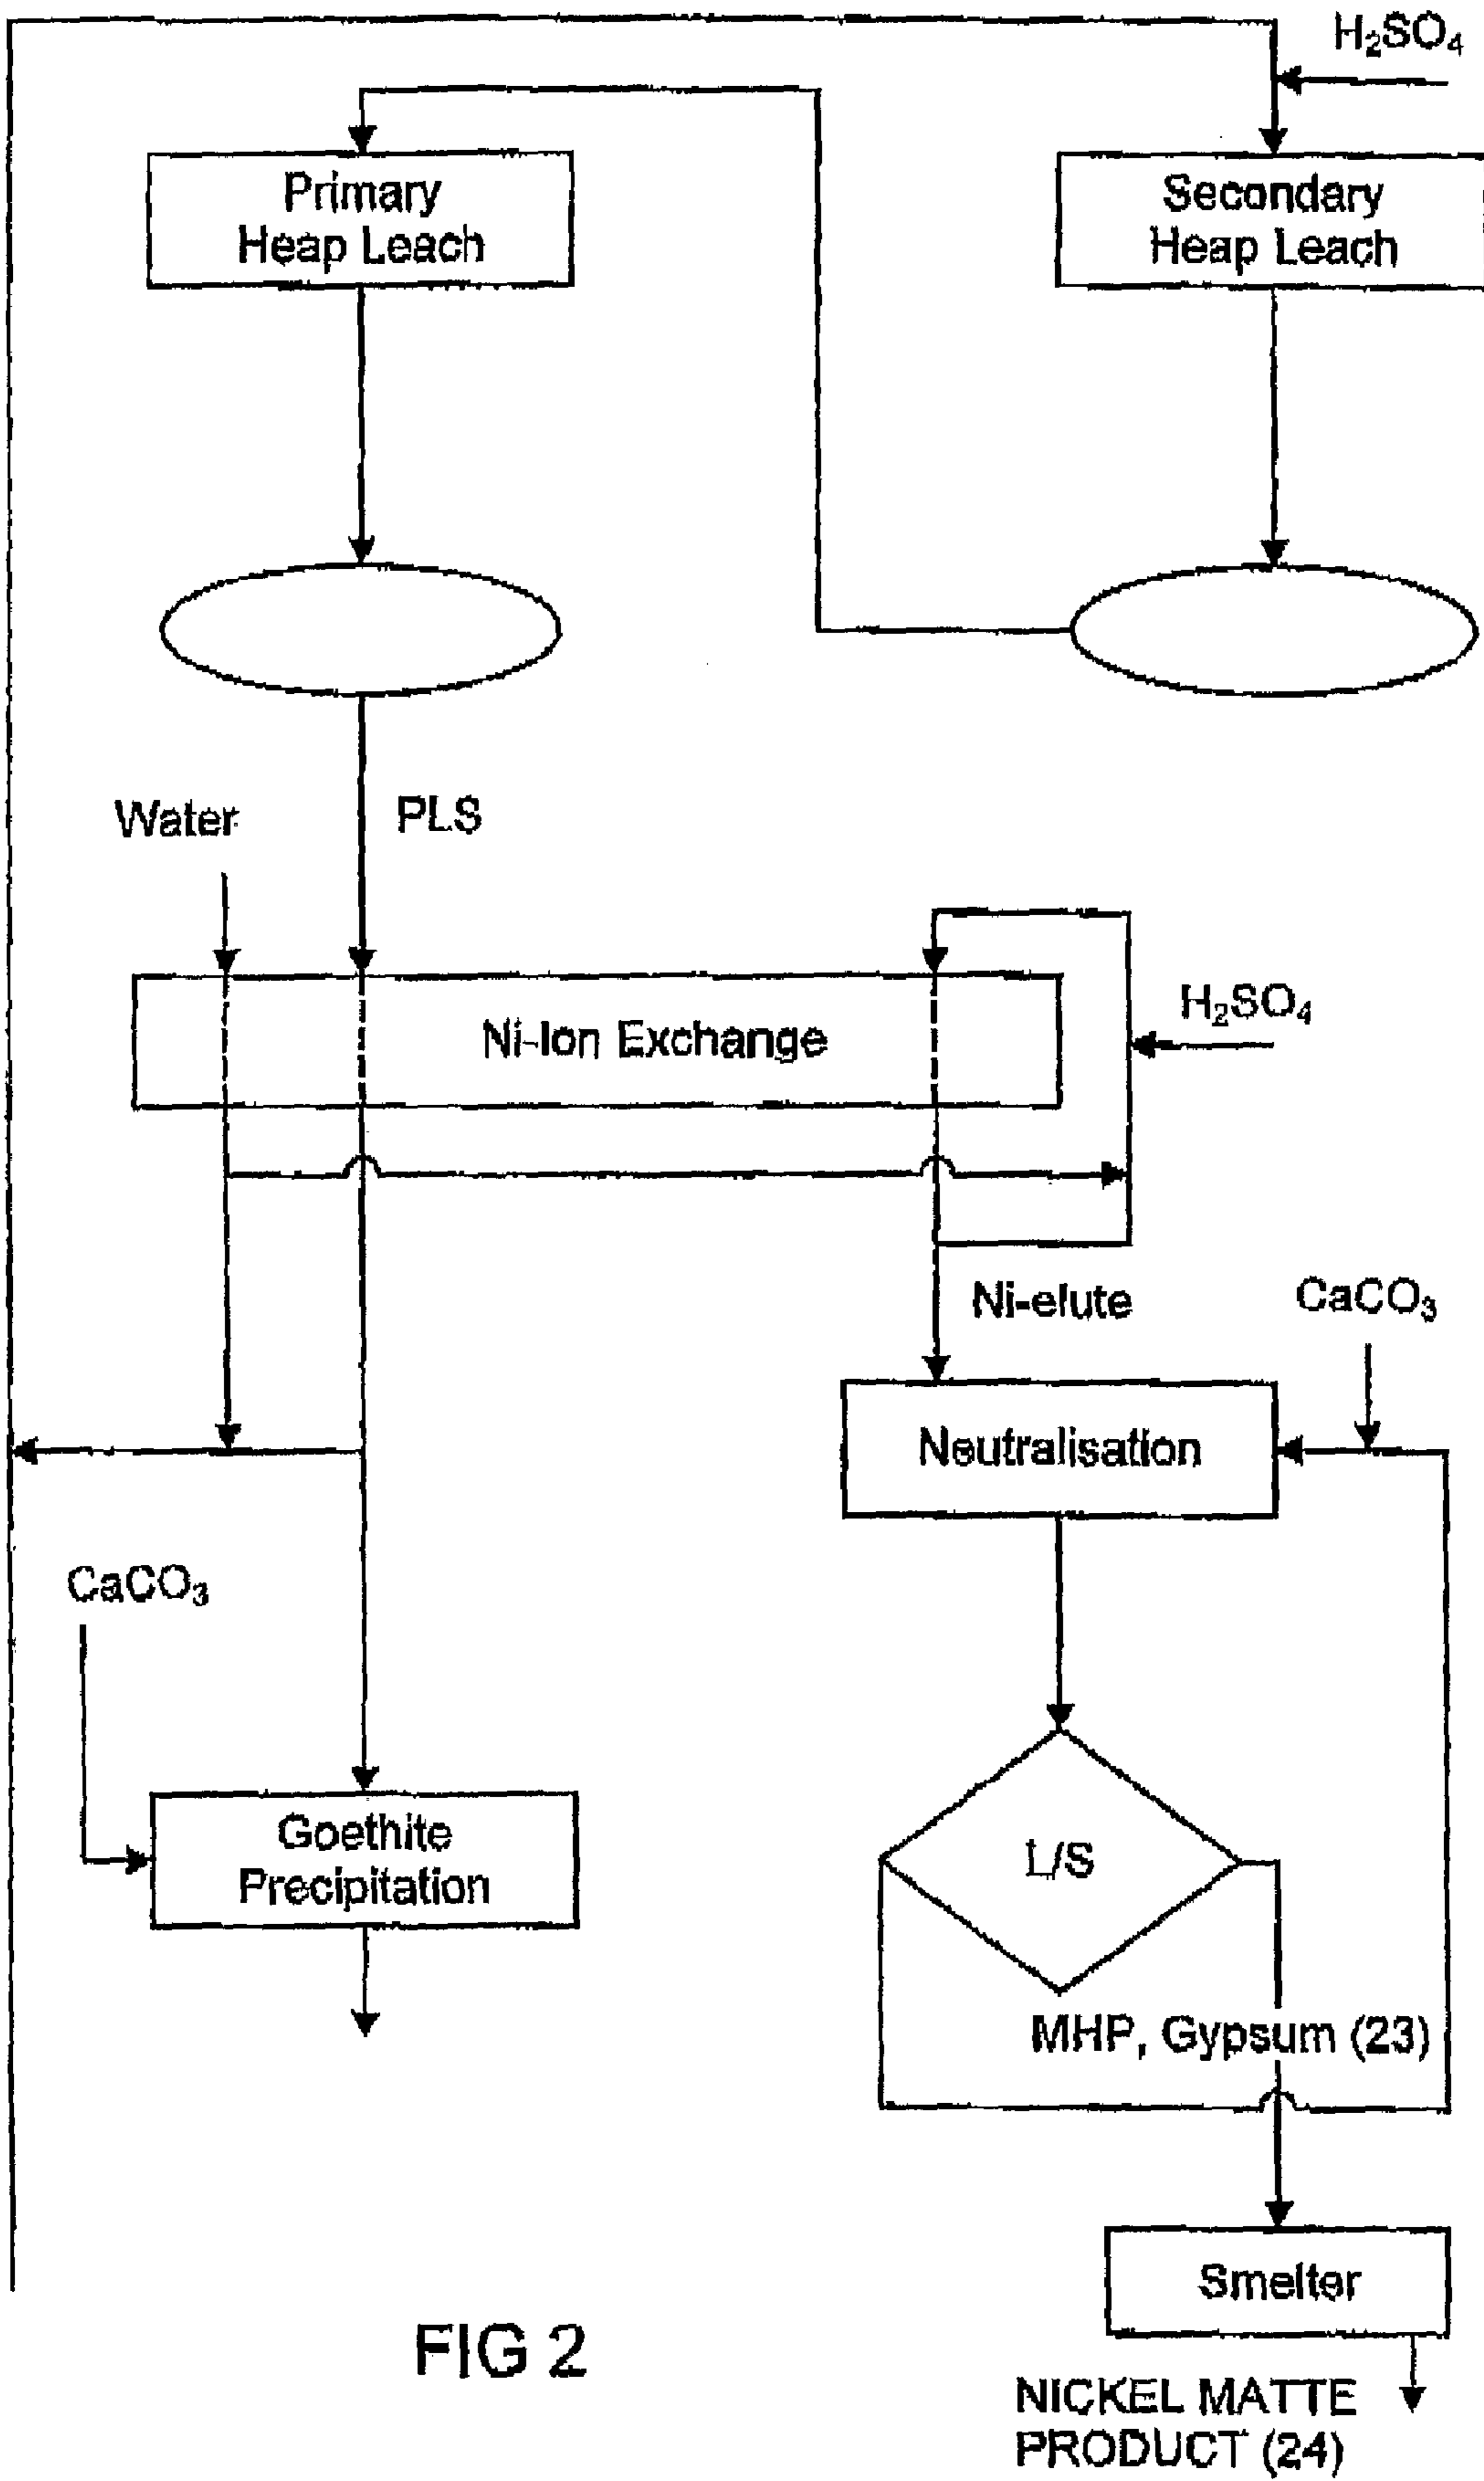 H₂SO₄
Primary
Heap Leach
Secondary
Heap Leach
Water
PLS
Ni-Ion Exchange
H₂SO₄
Ni-elute
CaCO₃
Neutralisation
CaCO₃
Goethite
Precipitation
L/S
MHP, Gypsum (23)
Smelter
FIG 2
NICKEL MATTE
PRODUCT (24)